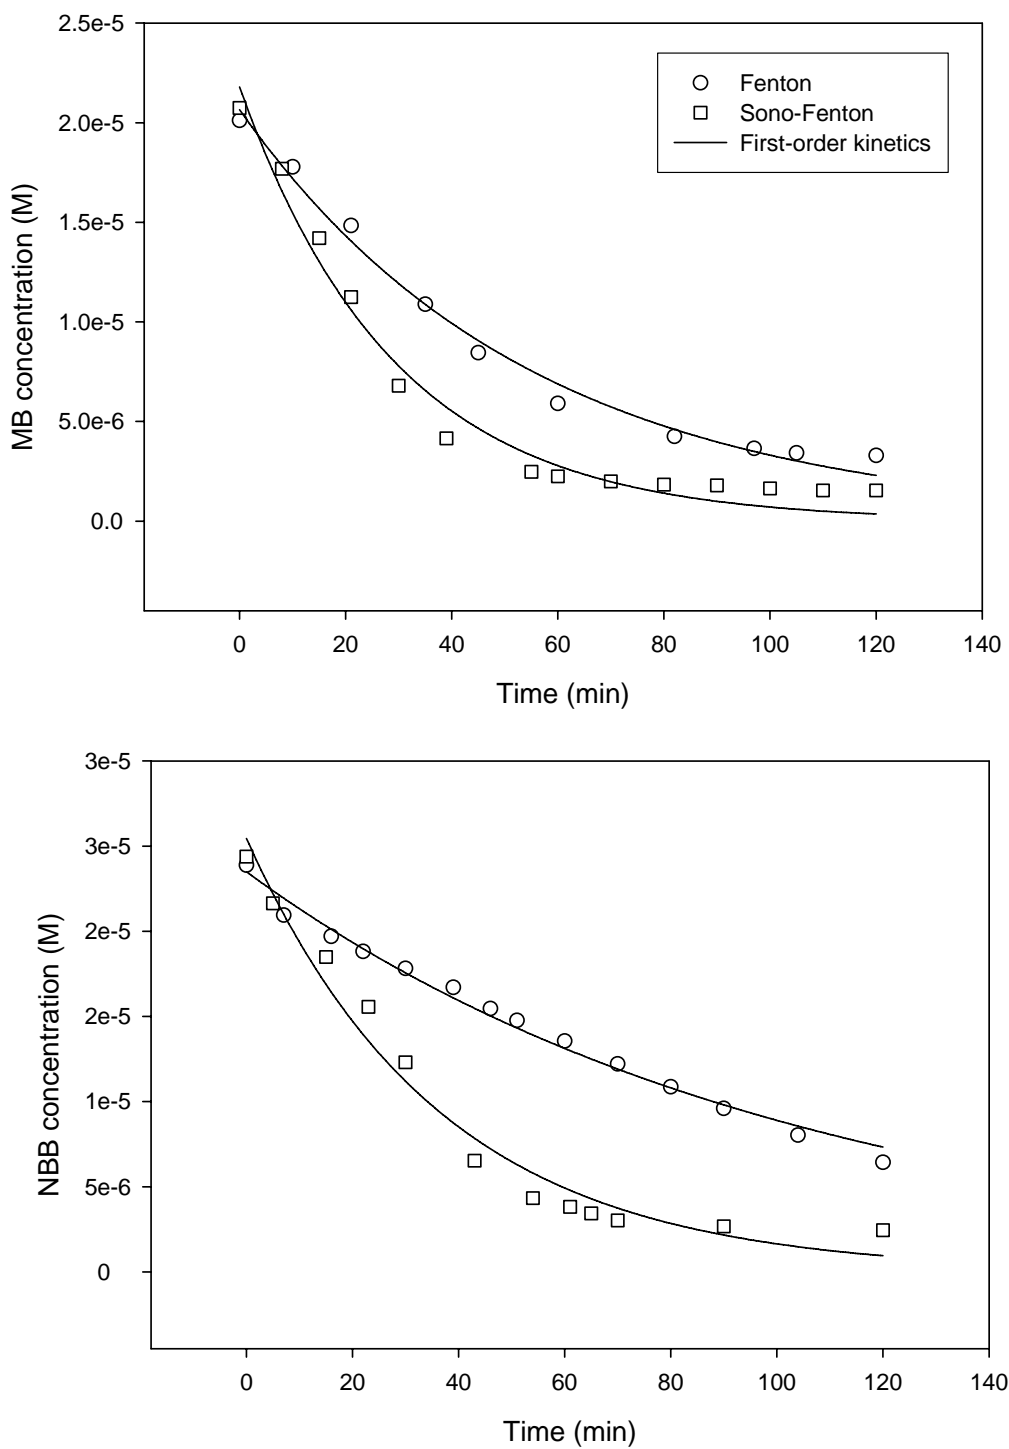 2.5e-5
2.0e-5
1.5e-5
1.0e-5
5.0e-6
0.0
MB concentration (M)
Fenton
Sono-Fenton
First-order kinetics
0 20 40 60 80 100 120 140
Time (min)
3e-5
3e-5
2e-5
2e-5
1e-5
5e-6
0
NBB concentration (M)
0 20 40 60 80 100 120 140
Time (min)